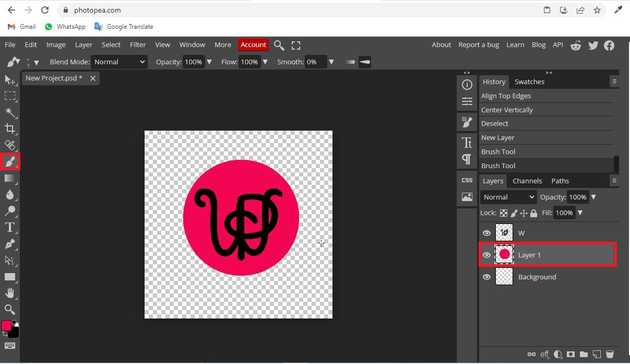 photopea.com
Gmail WhatsApp Google Translate
File Edit Image Layer Select Filter View Window More Account About Report a bug Learn Blog API
Blend Mode: Normal Opacity: 100% Flow: 100% Smooth: 0%
New Project.psd *
History Swatches
Align Top Edges
Center Vertically
Deselect
New Layer
Brush Tool
Brush Tool
CSS
Layers Channels Paths
Normal Opacity: 100%
Lock: Fill: 100%
W
Layer 1
Background